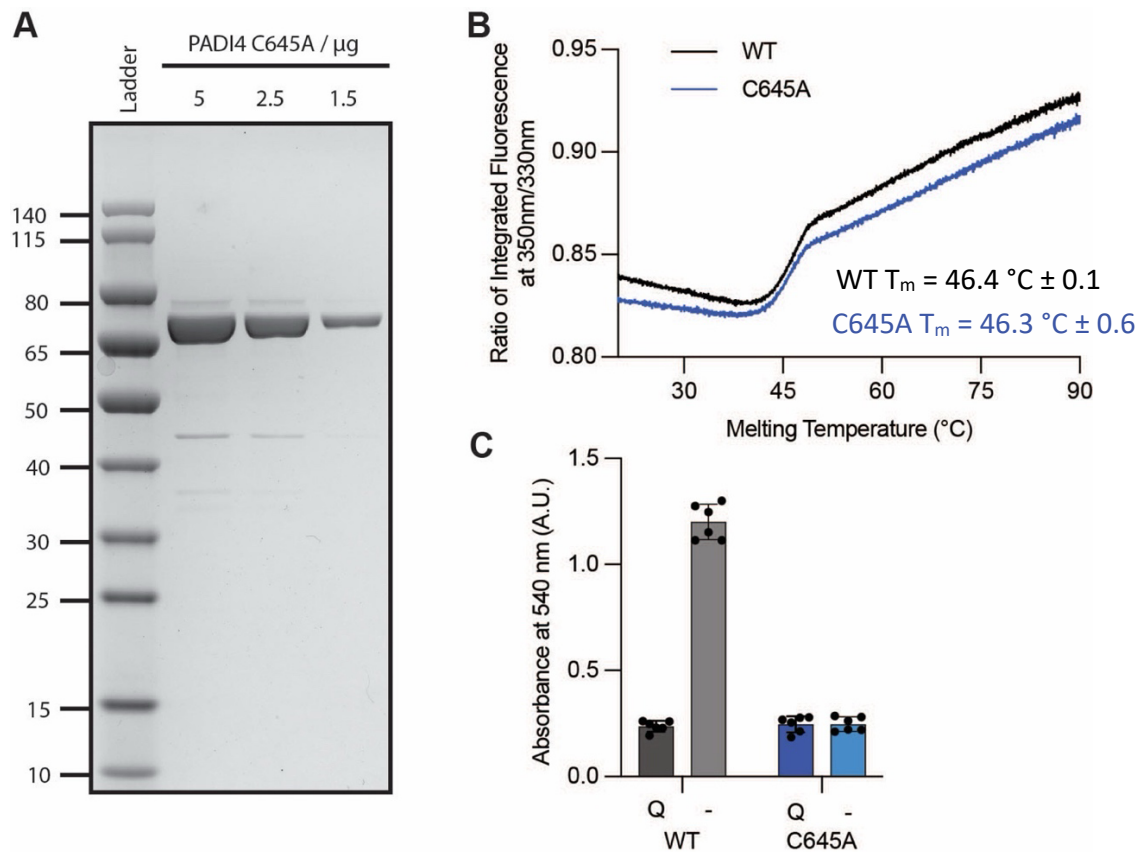 A
PADI4 C645A / μg
Ladder
5 2.5 1.5
140
115
80
65
50
40
30
25
15
10
B
WT
C645A
Ratio of Integrated Fluorescence
at 350nm/330nm
0.95
0.90
0.85
0.80
WT Tm = 46.4 °C ± 0.1
C645A Tm = 46.3 °C ± 0.6
30 45 60 75 90
Melting Temperature (°C)
C
Absorbance at 540 nm (A.U.)
1.5
1.0
0.5
0.0
Q - Q -
WT C645A